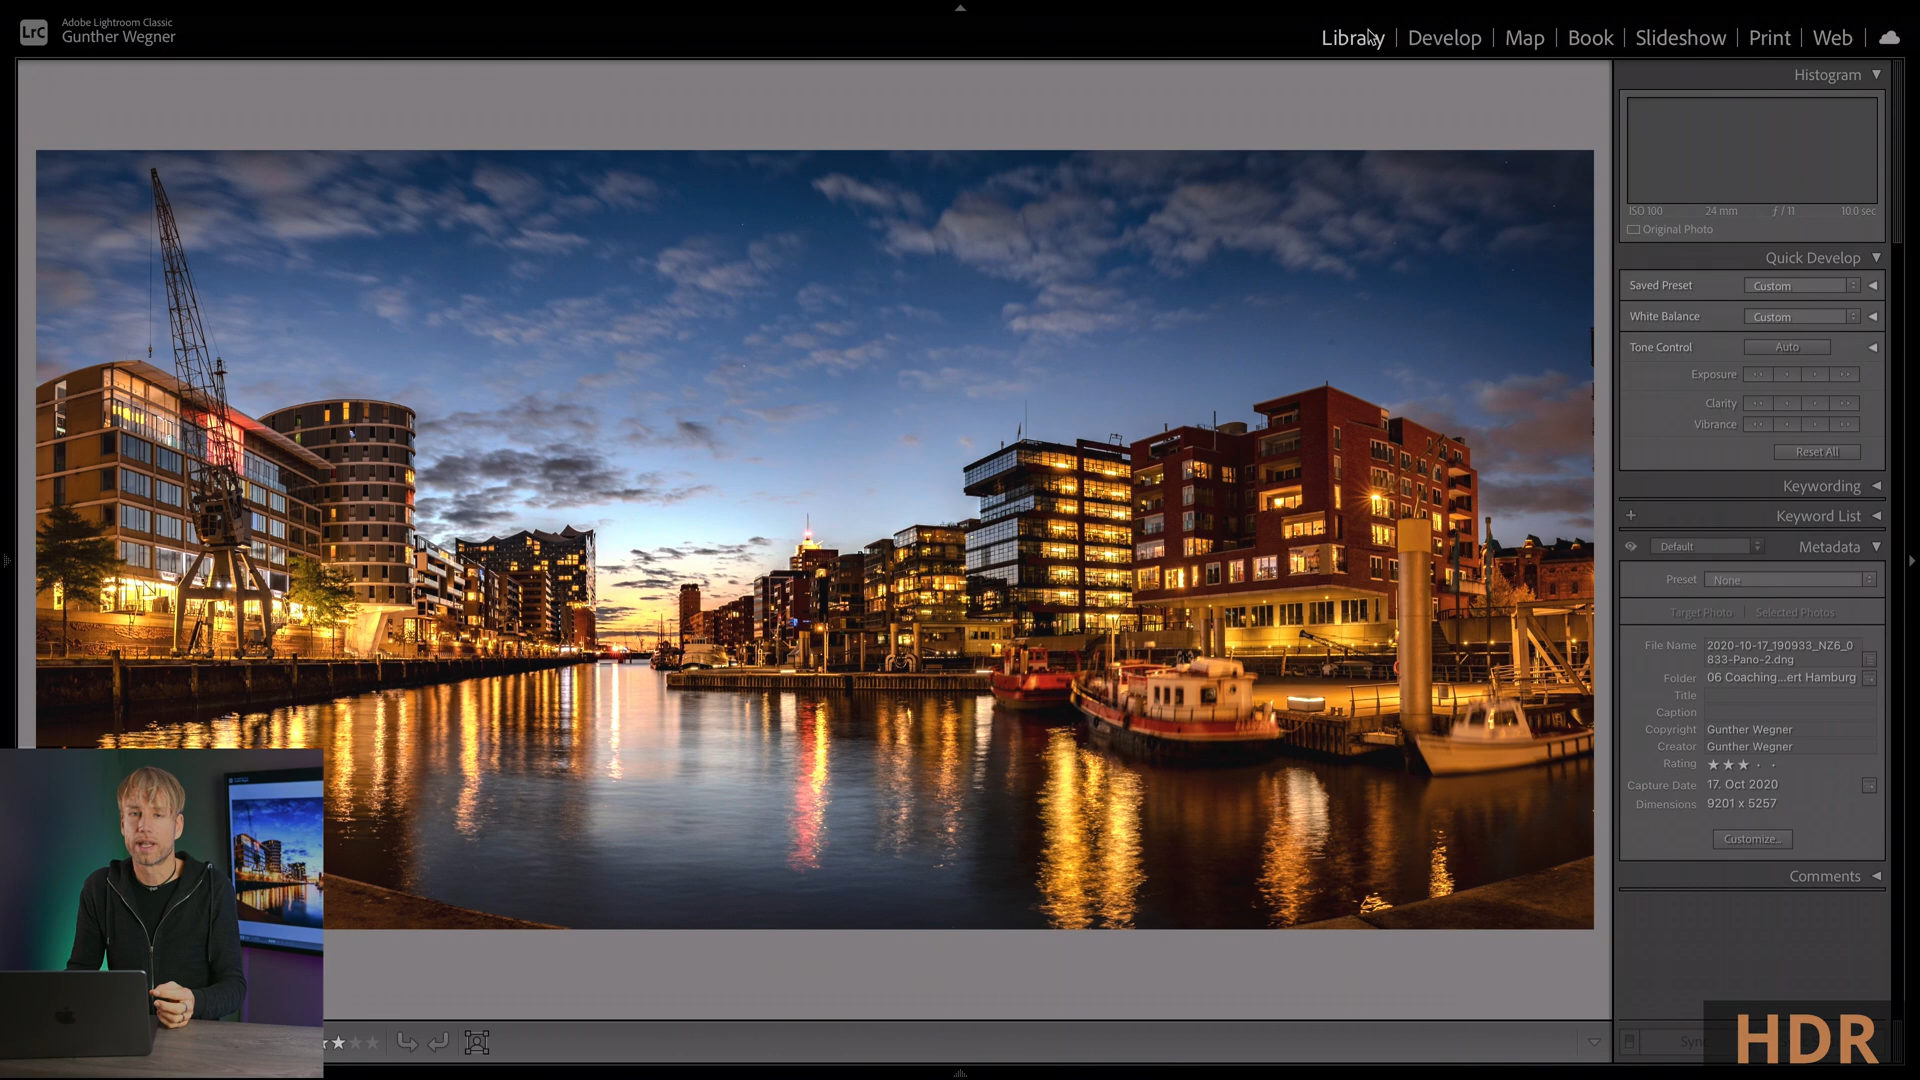 LrC
Adobe Lightroom Classic
Gunther Wegner
Library | Develop | Map | Book | Slideshow | Print | Web |
Histogram
ISO 100 24 mm ƒ / 11 10.0 sec
Original Photo
Quick Develop
Saved Preset Custom
White Balance Custom
Tone Control Auto
Exposure
Clarity
Vibrance
Reset All
Keywording
+ Keyword List
Default Metadata
Preset None
Target Photo | Selected Photos
File Name 2020-10-17_190933_NZ6_0
833-Pano-2.dng
Folder 06 Coaching...ert Hamburg
Title
Caption
Copyright Gunther Wegner
Creator Gunther Wegner
Rating ★★★ · ·
Capture Date 17. Oct 2020
Dimensions 9201 x 5257
Customize...
Comments
HDR